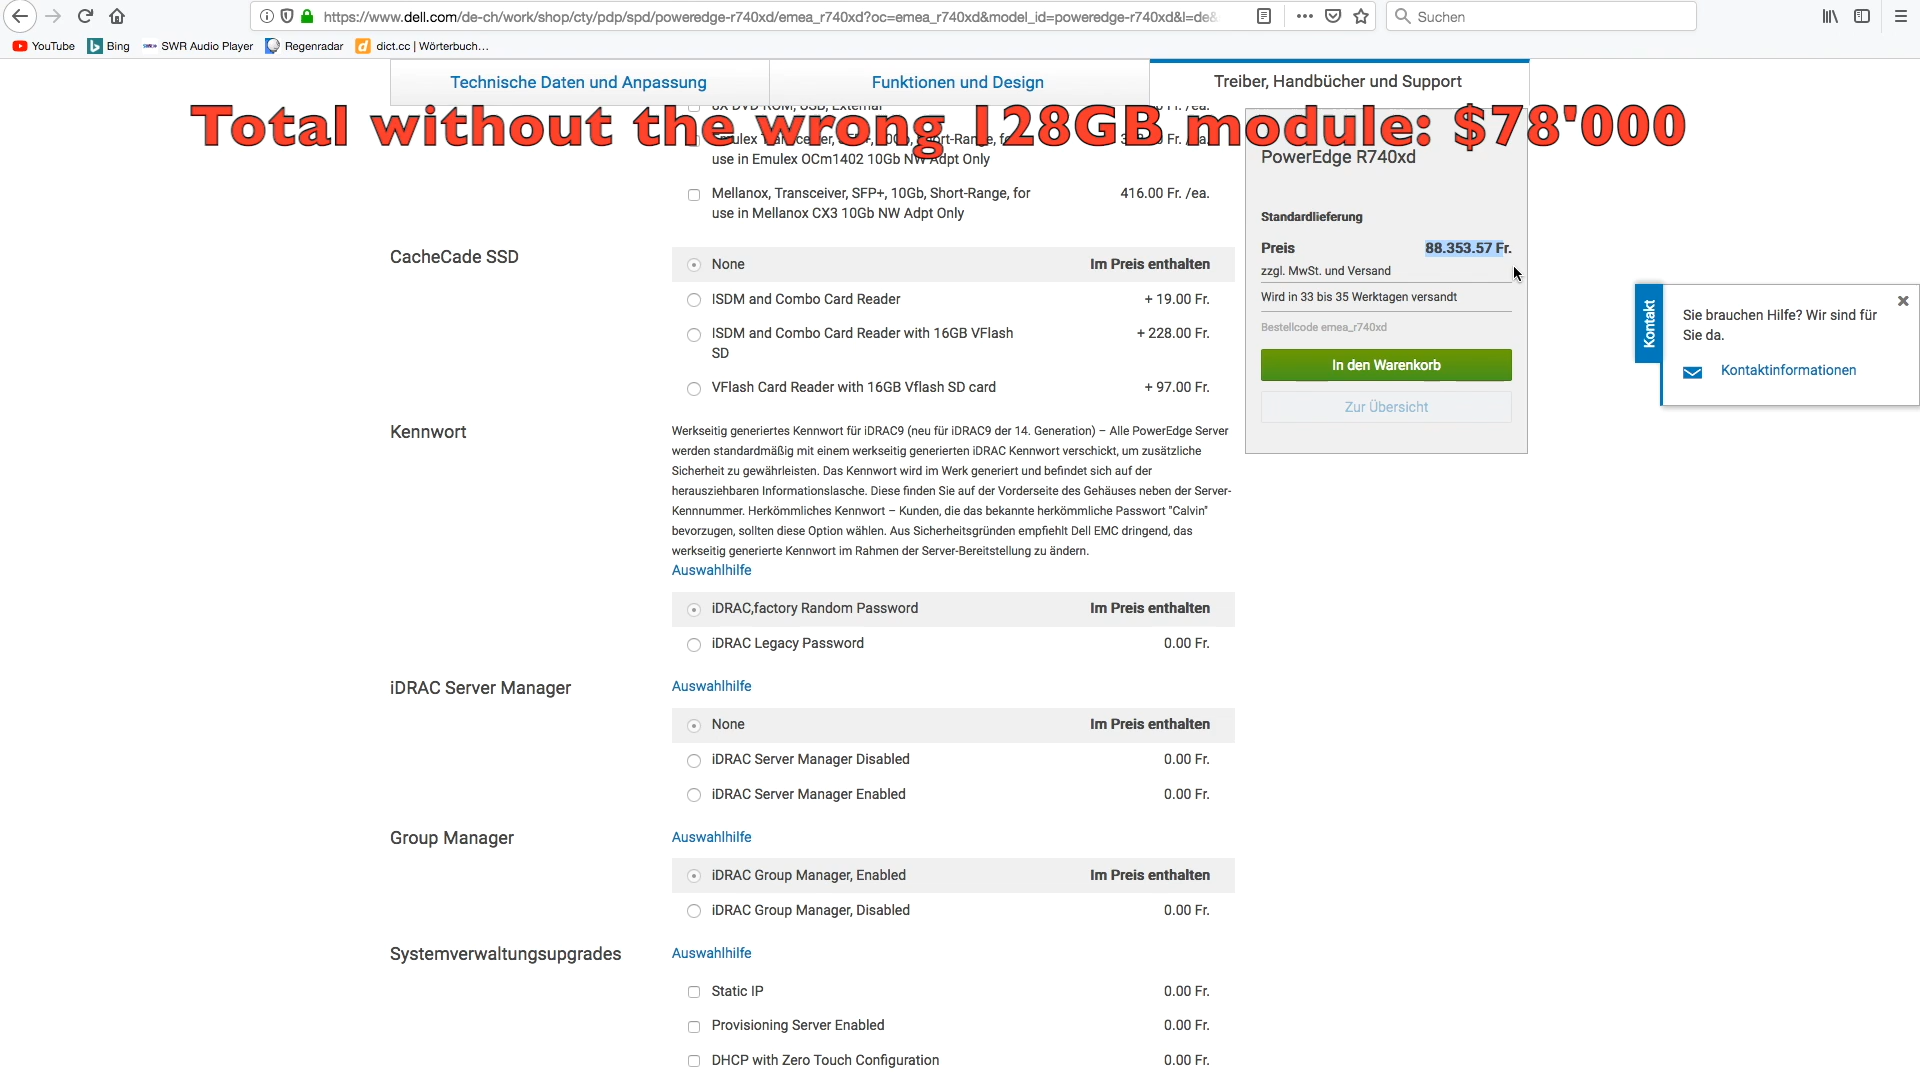 https://www.dell.com/de-ch/work/shop/cty/pdp/spd/poweredge-r740xd/emea_r740xd?oc=emea_r740xd&model_id=poweredge-r740xd&l=de&
Suchen
YouTube
Bing
SWR Audio Player
Regenradar
dict.cc | Wörterbuch...
Technische Daten und Anpassung
Funktionen und Design
Treiber, Handbücher und Support
Total without the wrong 128GB module: $78'000
use in Emulex OCm1402 10Gb NW Adpt Only
Mellanox, Transceiver, SFP+, 10Gb, Short-Range, for
416.00 Fr. /ea.
use in Mellanox CX3 10Gb NW Adpt Only
PowerEdge R740xd
Standardlieferung
Preis
88.353.57 Fr.
zzgl. MwSt. und Versand
Wird in 33 bis 35 Werktagen versandt
Bestellcode emea_r740xd
In den Warenkorb
Zur Übersicht
Kontakt
Sie brauchen Hilfe? Wir sind für
Sie da.
Kontaktinformationen
CacheCade SSD
None
Im Preis enthalten
ISDM and Combo Card Reader
+ 19.00 Fr.
ISDM and Combo Card Reader with 16GB VFlash
+ 228.00 Fr.
SD
VFlash Card Reader with 16GB Vflash SD card
+ 97.00 Fr.
Kennwort
Werkseitig generiertes Kennwort für iDRAC9 (neu für iDRAC9 der 14. Generation) – Alle PowerEdge Server
werden standardmäßig mit einem werkseitig generierten iDRAC Kennwort verschickt, um zusätzliche
Sicherheit zu gewährleisten. Das Kennwort wird im Werk generiert und befindet sich auf der
herausziehbaren Informationslasche. Diese finden Sie auf der Vorderseite des Gehäuses neben der Server-
Kennnummer. Herkömmliches Kennwort – Kunden, die das bekannte herkömmliche Passwort "Calvin"
bevorzugen, sollten diese Option wählen. Aus Sicherheitsgründen empfiehlt Dell EMC dringend, das
werkseitig generierte Kennwort im Rahmen der Server-Bereitstellung zu ändern.
Auswahlhilfe
iDRAC,factory Random Password
Im Preis enthalten
iDRAC Legacy Password
0.00 Fr.
iDRAC Server Manager
Auswahlhilfe
None
Im Preis enthalten
iDRAC Server Manager Disabled
0.00 Fr.
iDRAC Server Manager Enabled
0.00 Fr.
Group Manager
Auswahlhilfe
iDRAC Group Manager, Enabled
Im Preis enthalten
iDRAC Group Manager, Disabled
0.00 Fr.
Systemverwaltungsupgrades
Auswahlhilfe
Static IP
0.00 Fr.
Provisioning Server Enabled
0.00 Fr.
DHCP with Zero Touch Configuration
0.00 Fr.